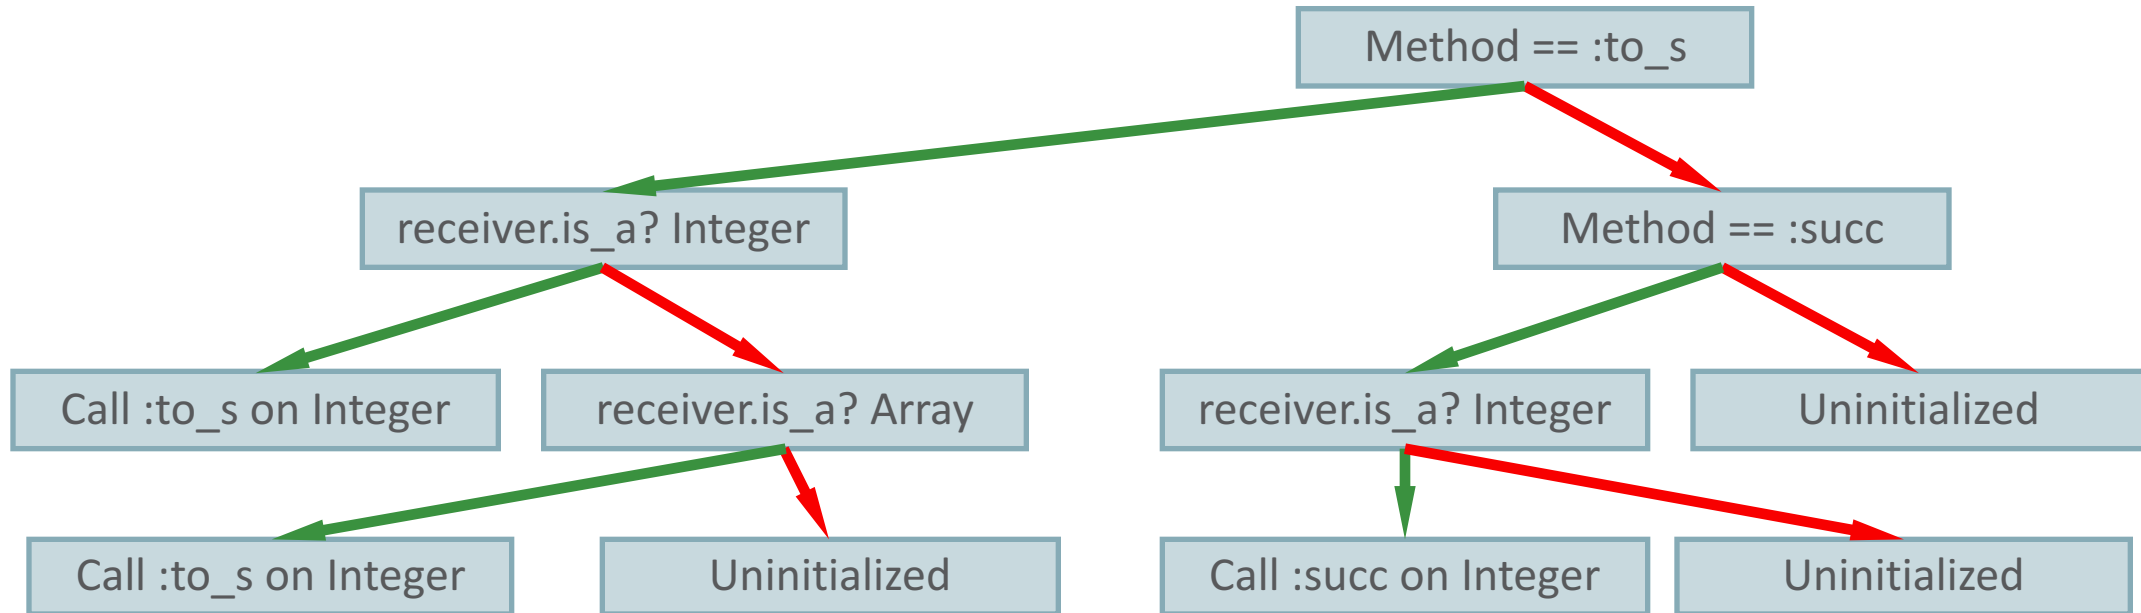 Method == :to_s
receiver.is_a? Integer
Method == :succ
Call :to_s on Integer
receiver.is_a? Array
receiver.is_a? Integer
Uninitialized
Call :to_s on Integer
Uninitialized
Call :succ on Integer
Uninitialized